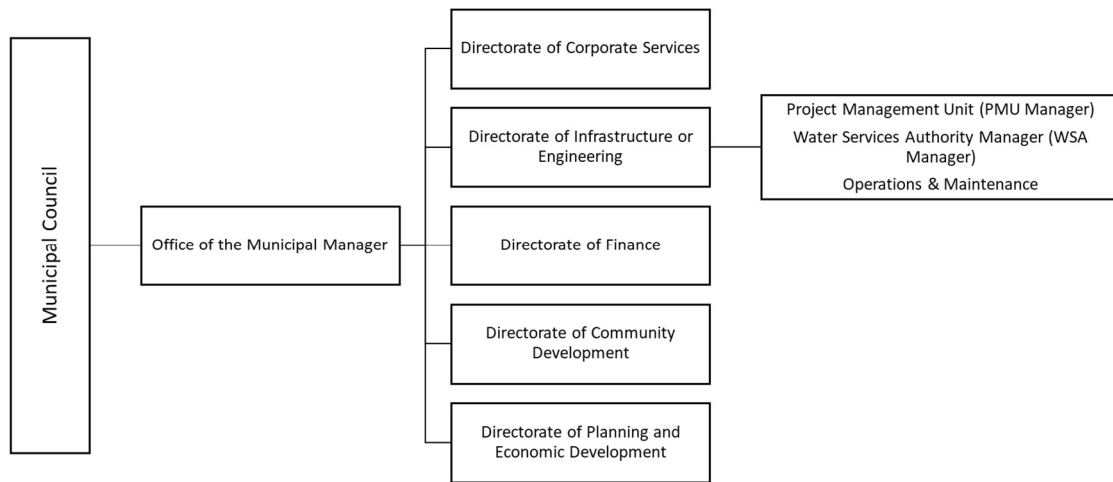 Municipal Council
Office of the Municipal Manager
Directorate of Corporate Services
Directorate of Infrastructure or
Engineering
Directorate of Finance
Directorate of Community
Development
Directorate of Planning and
Economic Development
Project Management Unit (PMU Manager)
Water Services Authority Manager (WSA
Manager)
Operations & Maintenance